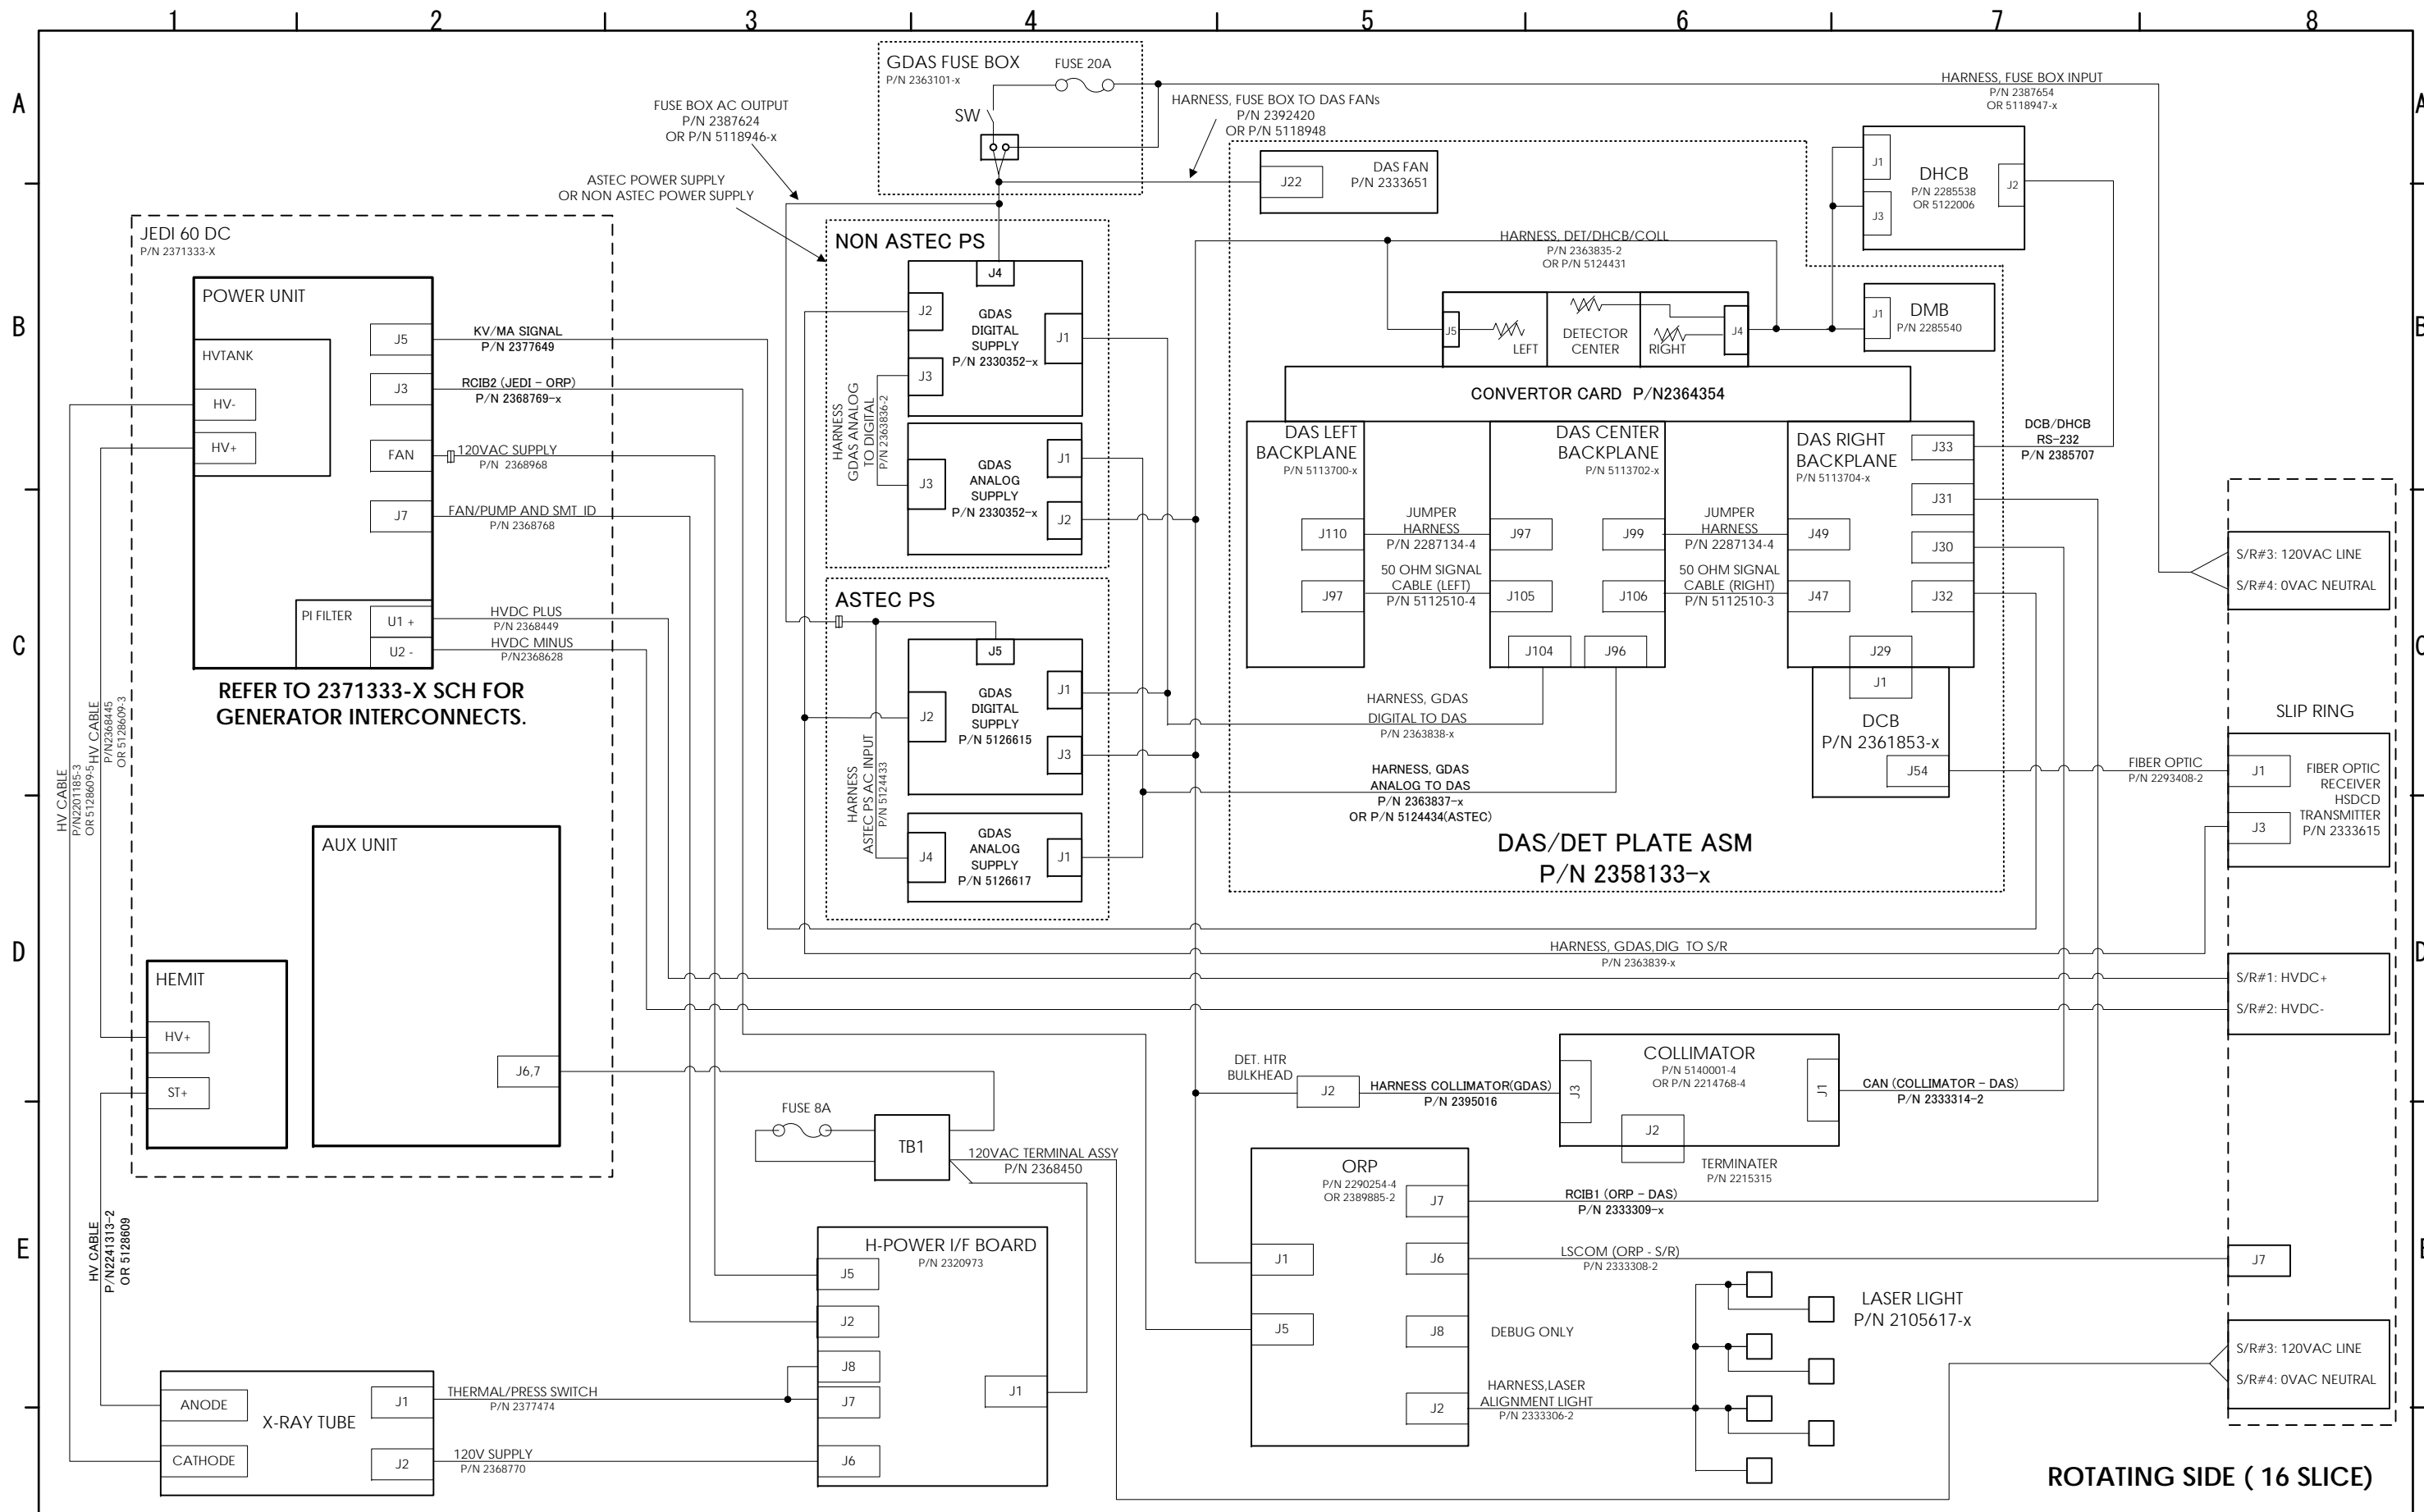 1 2 3 4 5 6 7 8
A
B
C
D
E
A
GDAS FUSE BOX
P/N 2363101-x
FUSE 20A
SW
FUSE BOX AC OUTPUT
P/N 2387624
OR P/N 5118946-x
HARNESS, FUSE BOX TO DAS FANs
P/N 2392420
OR P/N 5118948
HARNESS, FUSE BOX INPUT
P/N 2387654
OR 5118947-x
ASTEC POWER SUPPLY
OR NON ASTEC POWER SUPPLY
J22
DAS FAN
P/N 2333651
J1
J3
DHCB
P/N 2285538
OR 5122006
J2
JEDI 60 DC
P/N 2371333-X
POWER UNIT
HVTANK
HV-
HV+
J5
J3
FAN
J7
PI FILTER
U1 +
U2 -
KV/MA SIGNAL
P/N 2377649
RCIB2 (JEDI - ORP)
P/N 2368769-x
120VAC SUPPLY
P/N 2368968
FAN/PUMP AND SMT ID
P/N 2368768
HVDC PLUS
P/N 2368449
HVDC MINUS
P/N2368628
REFER TO 2371333-X SCH FOR
GENERATOR INTERCONNECTS.
HV CABLE
P/N2201185-3
OR 5128609-5
HV CABLE
P/N2368445
OR 5128609-3
NON ASTEC PS
J4
J2
J3
J1
GDAS
DIGITAL
SUPPLY
P/N 2330352-x
HARNESS
GDAS ANALOG
TO DIGITAL
P/N 2363836-2
J3
J1
J2
GDAS
ANALOG
SUPPLY
P/N 2330352-x
ASTEC PS
J5
J2
J1
J3
GDAS
DIGITAL
SUPPLY
P/N 5126615
HARNESS
ASTEC PS AC INPUT
P/N 5124433
J4
GDAS
ANALOG
SUPPLY
P/N 5126617
J1
HARNESS, DET/DHCB/COLL
P/N 2363835-2
OR P/N 5124431
J5
LEFT
DETECTOR
CENTER
RIGHT
J4
J1
DMB
P/N 2285540
CONVERTOR CARD P/N2364354
DAS LEFT
BACKPLANE
P/N 5113700-x
DAS CENTER
BACKPLANE
P/N 5113702-x
DAS RIGHT
BACKPLANE
P/N 5113704-x
J33
J31
J30
J32
DCB/DHCB
RS-232
P/N 2385707
J110
JUMPER
HARNESS
P/N 2287134-4
J97
J99
JUMPER
HARNESS
P/N 2287134-4
J49
J97
50 OHM SIGNAL
CABLE (LEFT)
P/N 5112510-4
J105
J106
50 OHM SIGNAL
CABLE (RIGHT)
P/N 5112510-3
J47
J104
J96
J29
J1
DCB
P/N 2361853-x
J54
HARNESS, GDAS
DIGITAL TO DAS
P/N 2363838-x
HARNESS, GDAS
ANALOG TO DAS
P/N 2363837-x
OR P/N 5124434(ASTEC)
DAS/DET PLATE ASM
P/N 2358133-x
S/R#3: 120VAC LINE
S/R#4: 0VAC NEUTRAL
SLIP RING
FIBER OPTIC
P/N 2293408-2
J1
J3
FIBER OPTIC
RECEIVER
HSDCD
TRANSMITTER
P/N 2333615
HARNESS, GDAS,DIG TO S/R
P/N 2363839-x
S/R#1: HVDC+
S/R#2: HVDC-
AUX UNIT
J6,7
HEMIT
HV+
ST+
HV CABLE
P/N2241313-2
OR 5128609
FUSE 8A
TB1
120VAC TERMINAL ASSY
P/N 2368450
DET. HTR
BULKHEAD
J2
HARNESS COLLIMATOR(GDAS)
P/N 2395016
COLLIMATOR
P/N 5140001-4
OR P/N 2214768-4
J3
J1
J2
CAN (COLLIMATOR - DAS)
P/N 2333314-2
TERMINATER
P/N 2215315
H-POWER I/F BOARD
P/N 2320973
J5
J2
J8
J7
J6
J1
ORP
P/N 2290254-4
OR 2389885-2
J1
J5
J7
J6
J8
J2
RCIB1 (ORP - DAS)
P/N 2333309-x
LSCOM (ORP - S/R)
P/N 2333308-2
DEBUG ONLY
HARNESS,LASER
ALIGNMENT LIGHT
P/N 2333306-2
LASER LIGHT
P/N 2105617-x
J7
S/R#3: 120VAC LINE
S/R#4: 0VAC NEUTRAL
ANODE
CATHODE
X-RAY TUBE
J1
J2
THERMAL/PRESS SWITCH
P/N 2377474
120V SUPPLY
P/N 2368770
ROTATING SIDE ( 16 SLICE)